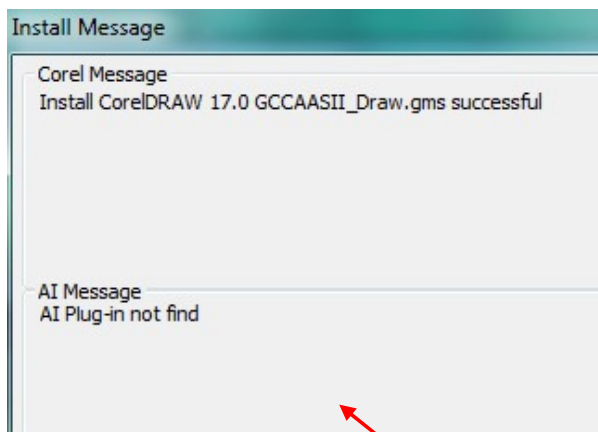 Install Message
Corel Message
Install CorelDRAW 17.0 GCCAASII_Draw.gms successful
AI Message
AI Plug-in not find